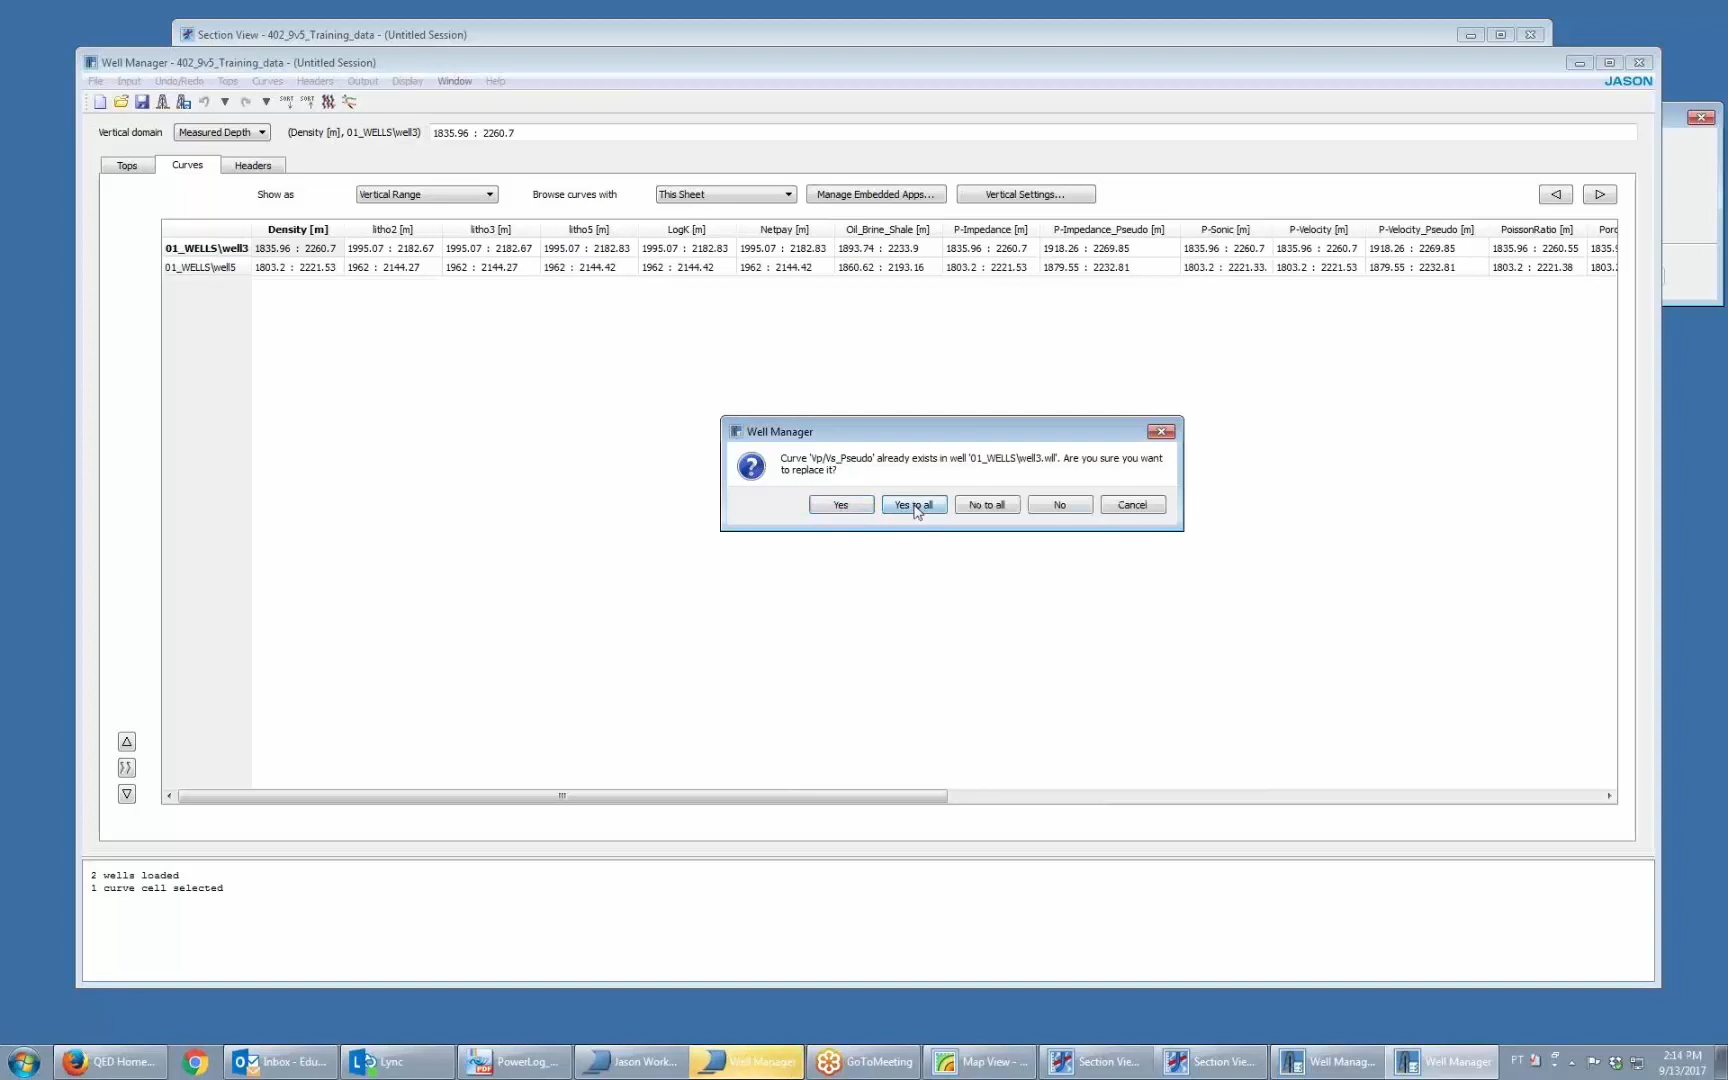 Section View - 402_9v5_Training_data - (Untitled Session)
Well Manager - 402_9v5_Training_data - (Untitled Session)
File Input Undo/Redo Tops Curves Headers Output Display Window Help
JASON
SORT SORT
Vertical domain Measured Depth (Density [m], 01_WELLS\well3) 1835.96 : 2260.7
Tops Curves Headers
Show as Vertical Range Browse curves with This Sheet Manage Embedded Apps... Vertical Settings...
Density [m] litho2 [m] litho3 [m] litho5 [m] LogK [m] Netpay [m] Oil_Brine_Shale [m] P-Impedance [m] P-Impedance_Pseudo [m] P-Sonic [m] P-Velocity [m] P-Velocity_Pseudo [m] PoissonRatio [m] Porc
01_WELLS\well3 1835.96 : 2260.7 1995.07 : 2182.67 1995.07 : 2182.67 1995.07 : 2182.83 1995.07 : 2182.83 1995.07 : 2182.83 1893.74 : 2233.9 1835.96 : 2260.7 1918.26 : 2269.85 1835.96 : 2260.7 1835.96 : 2260.7 1918.26 : 2269.85 1835.96 : 2260.55 1835.9
01_WELLS\well5 1803.2 : 2221.53 1962 : 2144.27 1962 : 2144.27 1962 : 2144.42 1962 : 2144.42 1962 : 2144.42 1860.62 : 2193.16 1803.2 : 2221.53 1879.55 : 2232.81 1803.2 : 2221.33. 1803.2 : 2221.53 1879.55 : 2232.81 1803.2 : 2221.38 1803.2
Well Manager
Curve 'Vp/Vs_Pseudo' already exists in well '01_WELLS\well3.wll'. Are you sure you want
to replace it?
Yes Yes to all No to all No Cancel
2 wells loaded
1 curve cell selected
QED Home... Inbox - Edu... Lync PowerLog_... Jason Work... Well Manager GoToMeeting Map View - ... Section Vie... Section Vie... Well Manag... Well Manager PT 2:14 PM
9/13/2017